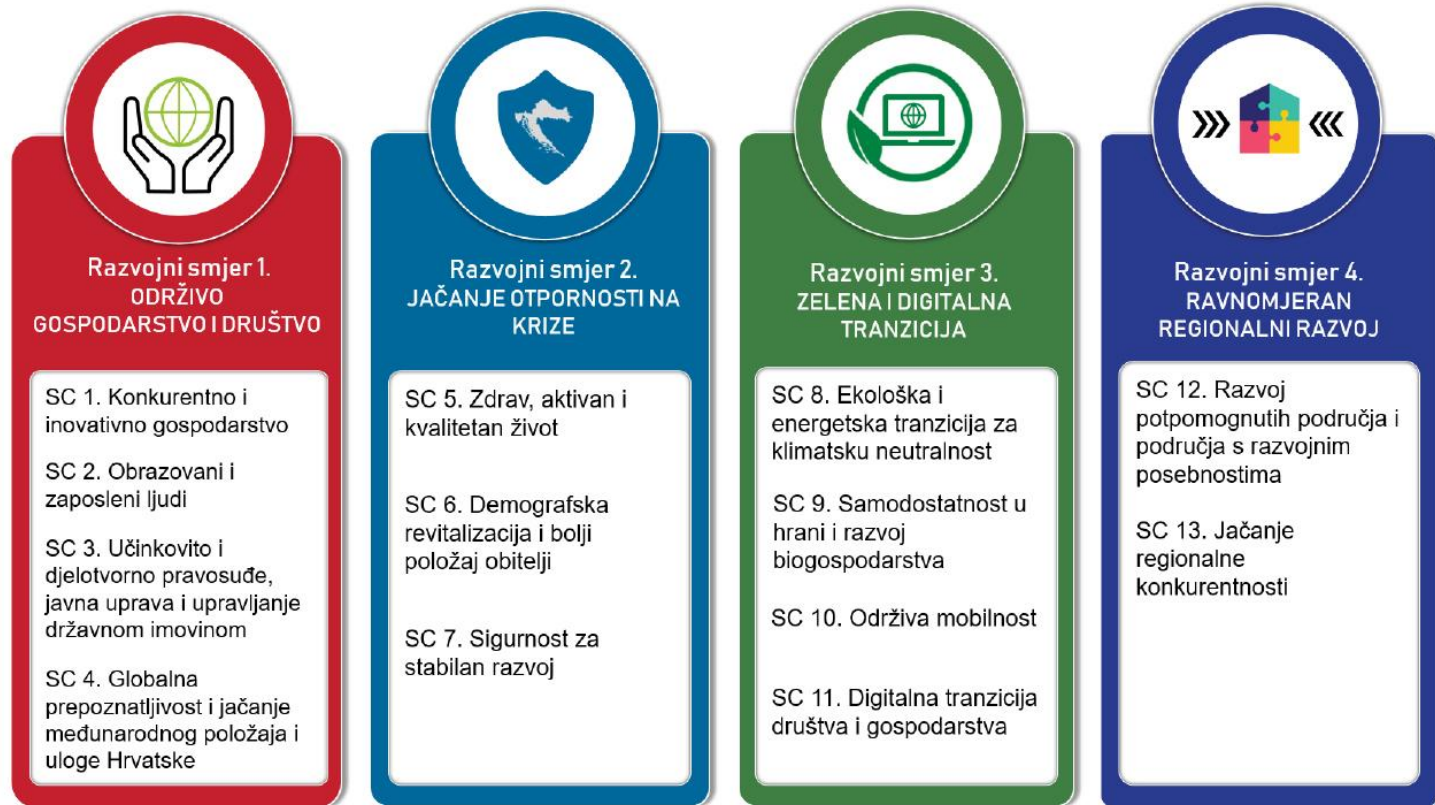 Razvojni smjer 1.
ODRŽIVO
GOSPODARSTVO I DRUŠTVO
SC 1. Konkurentno i
inovativno gospodarstvo
SC 2. Obrazovani i
zaposleni ljudi
SC 3. Učinkovito i
djelotvorno pravosuđe,
javna uprava i upravljanje
državnom imovinom
SC 4. Globalna
prepoznatljivost i jačanje
međunarodnog položaja i
uloge Hrvatske
Razvojni smjer 2.
JAČANJE OTPORNOSTI NA
KRIZE
SC 5. Zdrav, aktivan i
kvalitetan život
SC 6. Demografska
revitalizacija i bolji
položaj obitelji
SC 7. Sigurnost za
stabilan razvoj
Razvojni smjer 3.
ZELENA I DIGITALNA
TRANZICIJA
SC 8. Ekološka i
energetska tranzicija za
klimatsku neutralnost
SC 9. Samodostatnost u
hrani i razvoj
biogospodarstva
SC 10. Održiva mobilnost
SC 11. Digitalna tranzicija
društva i gospodarstva
Razvojni smjer 4.
RAVNOMJERAN
REGIONALNI RAZVOJ
SC 12. Razvoj
potpomognutih područja i
područja s razvojnim
posebnostima
SC 13. Jačanje
regionalne
konkurentnosti